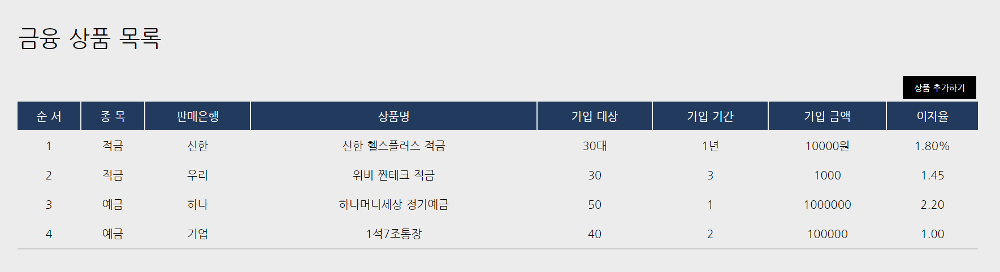 금융 상품 목록
상품 추가하기
순 서 종 목 판매은행 상품명 가입 대상 가입 기간 가입 금액 이자율
1 적금 신한 신한 헬스플러스 적금 30대 1년 10000원 1.80%
2 적금 우리 위비 짠테크 적금 30 3 1000 1.45
3 예금 하나 하나머니세상 정기예금 50 1 1000000 2.20
4 예금 기업 1석7조통장 40 2 100000 1.00